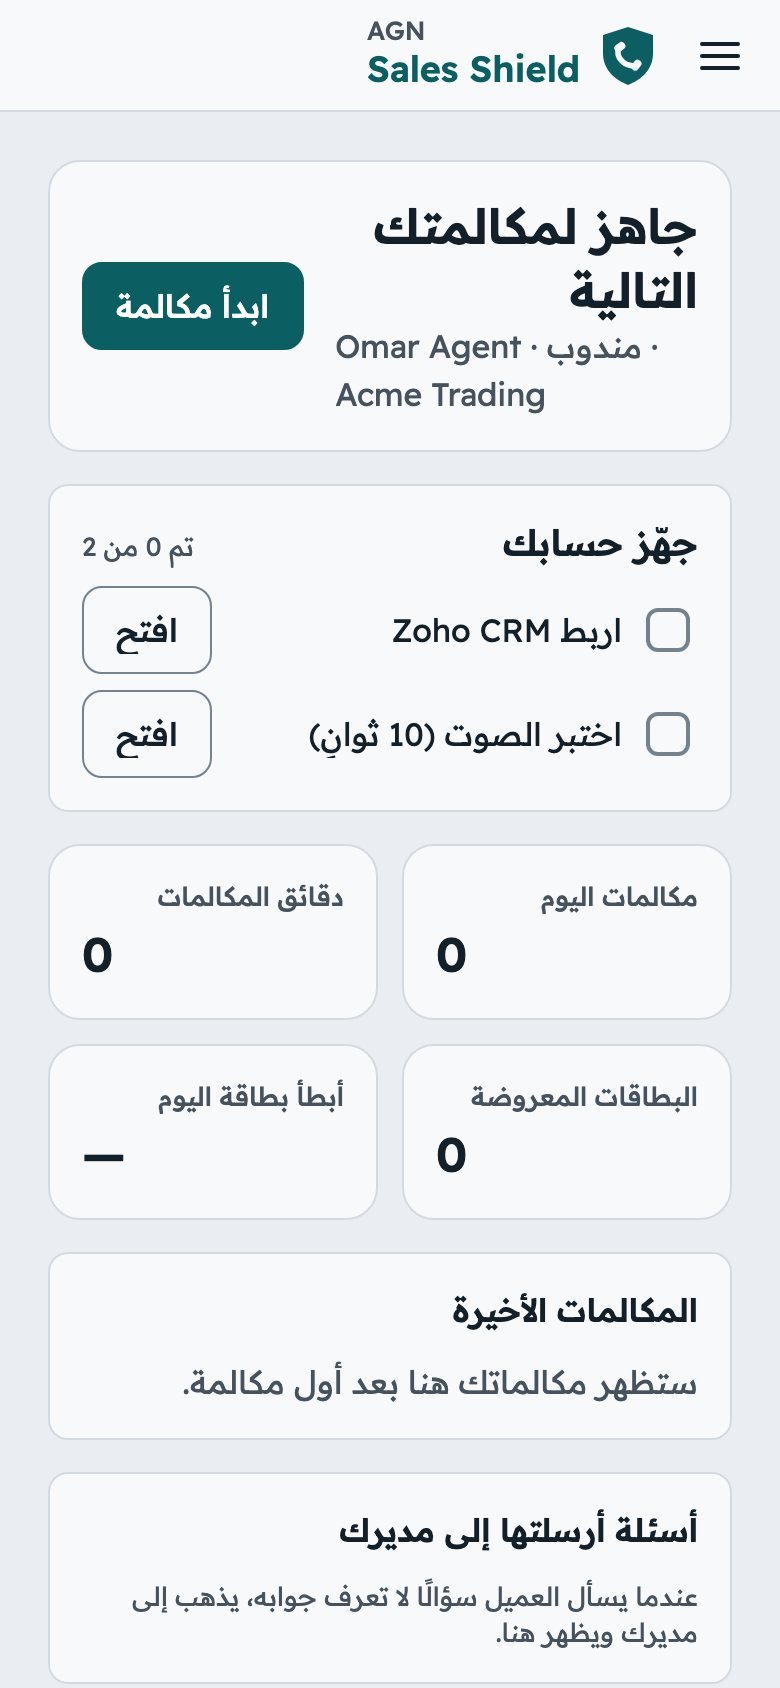 AGN
Sales Shield
جاهز لمكالمتك
التالية
Omar Agent · مندوب ·
Acme Trading
ابدأ مكالمة
جهّز حسابك
تم 0 من 2
اربط Zoho CRM
افتح
اختبر الصوت (10 ثوانٍ)
افتح
مكالمات اليوم
0
دقائق المكالمات
0
البطاقات المعروضة
0
أبطأ بطاقة اليوم
—
المكالمات الأخيرة
ستظهر مكالماتك هنا بعد أول مكالمة.
أسئلة أرسلتها إلى مديرك
عندما يسأل العميل سؤالًا لا تعرف جوابه، يذهب إلى
مديرك ويظهر هنا.